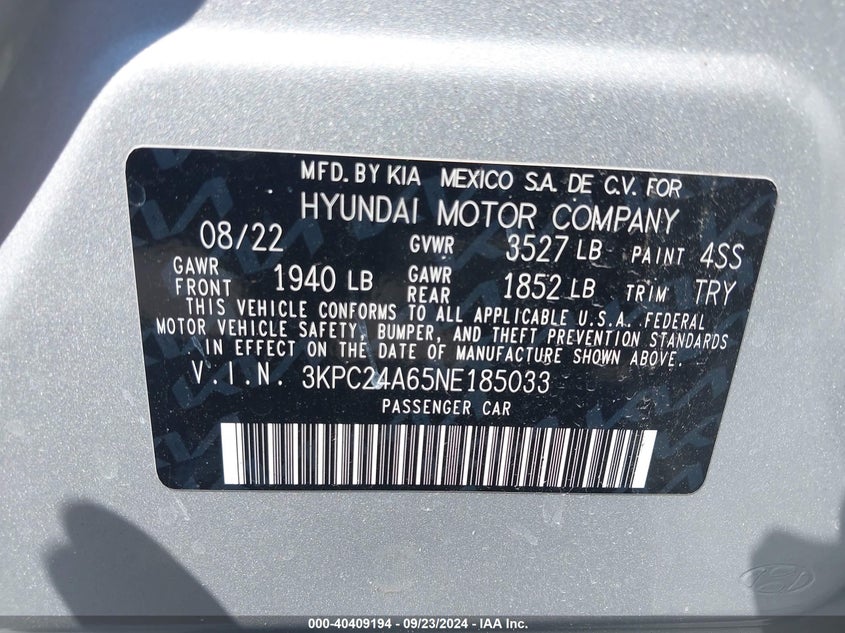 MFD. BY KIA MEXICO S.A. DE C.V. FOR
HYUNDAI MOTOR COMPANY
08/22 GVWR 3527 LB PAINT 4SS
GAWR FRONT 1940 LB GAWR REAR 1852 LB TRIM TRY
THIS VEHICLE CONFORMS TO ALL APPLICABLE U.S.A. FEDERAL
MOTOR VEHICLE SAFETY, BUMPER, AND THEFT PREVENTION STANDARDS
IN EFFECT ON THE DATE OF MANUFACTURE SHOWN ABOVE.
V.I.N. 3KPC24A65NE185033
PASSENGER CAR
000-40409194 - 09/23/2024 - IAA Inc.